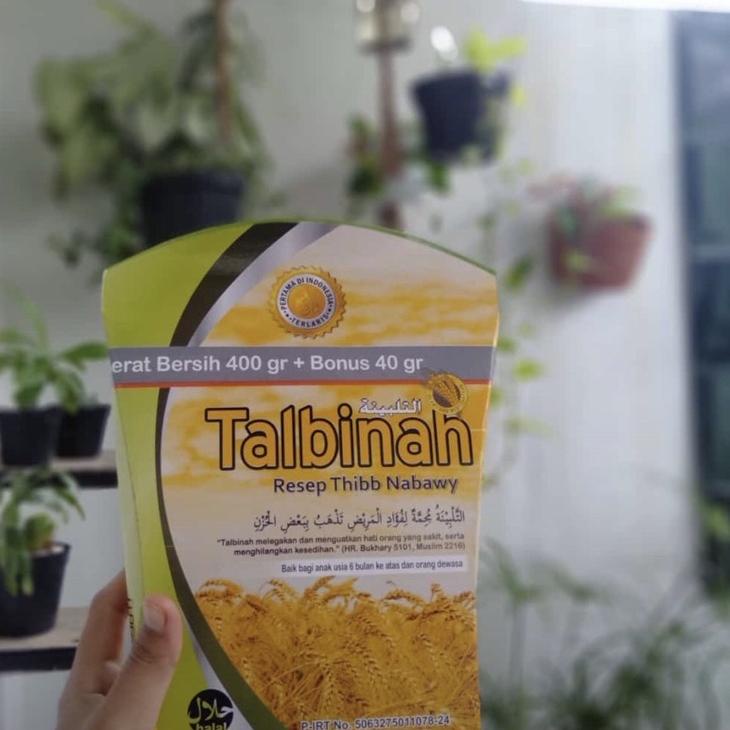 PERTAMA DI INDONESIA
TERLARIS
erat Bersih 400 gr + Bonus 40 gr
التلبينة
Talbinah
Resep Thibb Nabawy
التَّلْبِيْنَةُ مُجِمَّةٌ لِفُؤَادِ الْمَرِيْضِ تَذْهَبُ بِبَعْضِ الْحُزْنِ
"Talbinah melegakan dan menguatkan hati orang yang sakit, serta
menghilangkan kesedihan." (HR. Bukhary 5101, Muslim 2216)
Baik bagi anak usia 6 bulan ke atas dan orang dewasa
حلال
halal
P-IRT No. 5063275011078-24